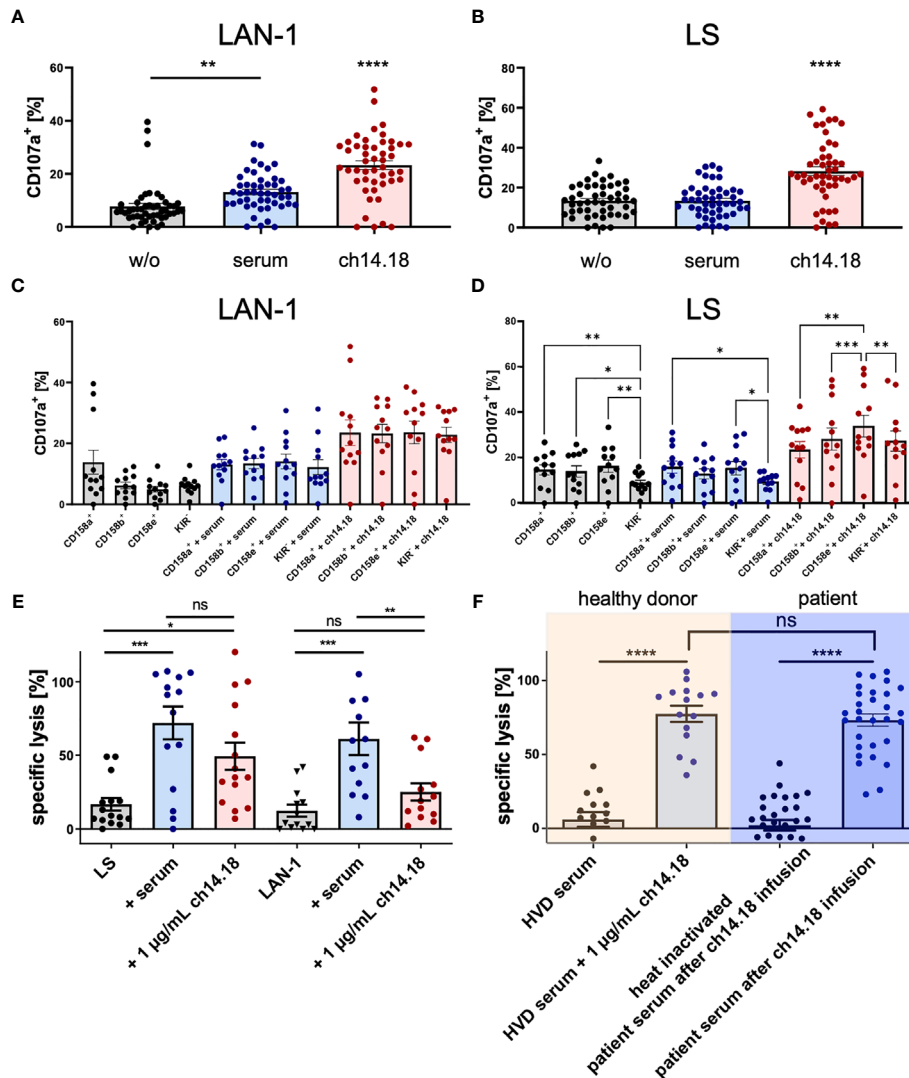 A
LAN-1
CD107a+ [%]
60
40
20
0
**
****
w/o
serum
ch14.18
B
LS
CD107a+ [%]
80
60
40
20
0
****
w/o
serum
ch14.18
C
LAN-1
CD107a+ [%]
60
40
20
0
CD158a+
CD158b+
CD158e+
KIR-
CD158a+ + serum
CD158b+ + serum
CD158e+ + serum
KIR- + serum
CD158a+ + ch14.18
CD158b+ + ch14.18
CD158e+ + ch14.18
KIR- + ch14.18
D
LS
CD107a+ [%]
80
60
40
20
0
**
*
**
*
*
**
***
**
CD158a+
CD158b+
CD158e+
KIR-
CD158a+ + serum
CD158b+ + serum
CD158e+ + serum
KIR- + serum
CD158a+ + ch14.18
CD158b+ + ch14.18
CD158e+ + ch14.18
KIR- + ch14.18
E
specific lysis [%]
100
50
0
ns
*
***
ns
**
***
LS
+ serum
+ 1 µg/mL ch14.18
LAN-1
+ serum
+ 1 µg/mL ch14.18
F
healthy donor
patient
specific lysis [%]
100
50
0
ns
****
****
HVD serum
HVD serum + 1 µg/mL ch14.18
heat inactivated
patient serum after ch14.18 infusion
patient serum after ch14.18 infusion